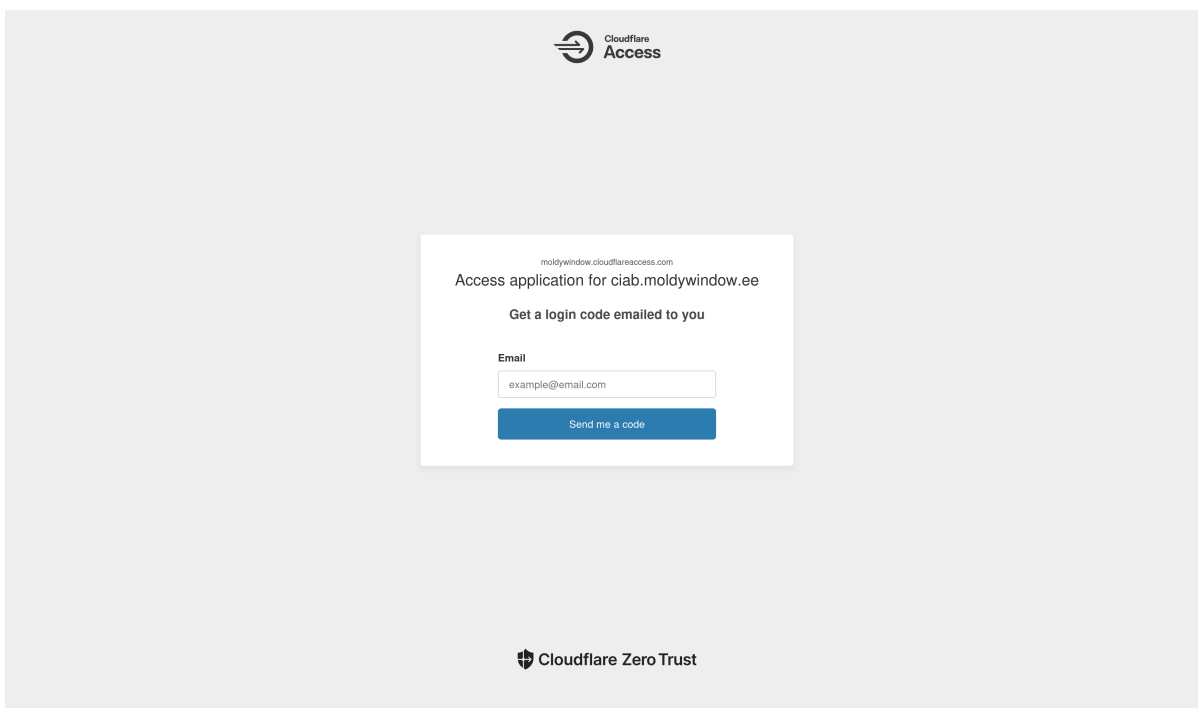 Cloudflare
Access
moldywindow.cloudflareaccess.com
Access application for ciab.moldywindow.ee
Get a login code emailed to you
Email
example@email.com
Send me a code
Cloudflare Zero Trust